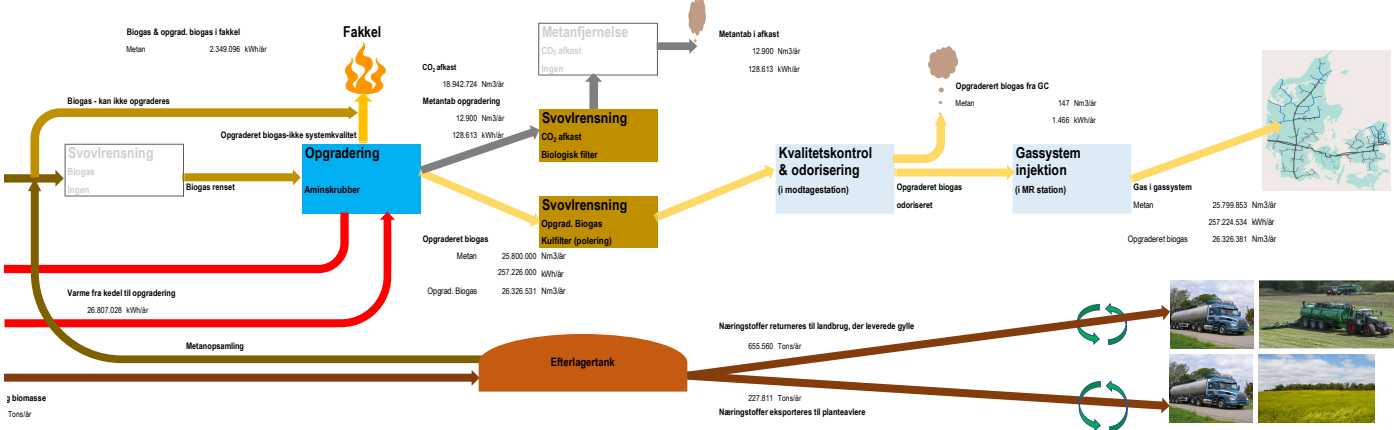 Biogas & opgrad. biogas i fakkel
Metan 2.349.096 kWh/år
Fakkel
Biogas - kan ikke opgraderes
Opgraderet biogas-ikke systemkvalitet
Svovlrensning
Biogas
Ingen
Biogas renset
Opgradering
Aminskrubber
CO2 afkast
18.942.724 Nm3/år
Metantab opgradering
12.900 Nm3/år
128.613 kWh/år
Metanfjernelse
CO2 afkast
Ingen
Metantab i afkast
12.900 Nm3/år
128.613 kWh/år
Svovlrensning
CO2 afkast
Biologisk filter
Svovlrensning
Opgrad. Biogas
Kulfilter (polering)
Opgraderet biogas
Metan 25.800.000 Nm3/år
257.226.000 kWh/år
Opgrad. Biogas 26.326.531 Nm3/år
Kvalitetskontrol
& odorisering
(i modtagestation)
Opgraderet biogas fra GC
Metan 147 Nm3/år
1.466 kWh/år
Opgraderet biogas
odoriseret
Gassystem
injektion
(i MR station)
Gas i gassystem
Metan 25.799.853 Nm3/år
257.224.534 kWh/år
Opgraderet biogas 26.326.381 Nm3/år
Varme fra kedel til opgradering
26.807.028 kWh/år
Metanopsamling
Efterlagertank
Næringstoffer returneres til landbrug, der leverede gylle
655.560 Tons/år
227.811 Tons/år
Næringstoffer eksporteres til planteavlere
g biomasse
Tons/år